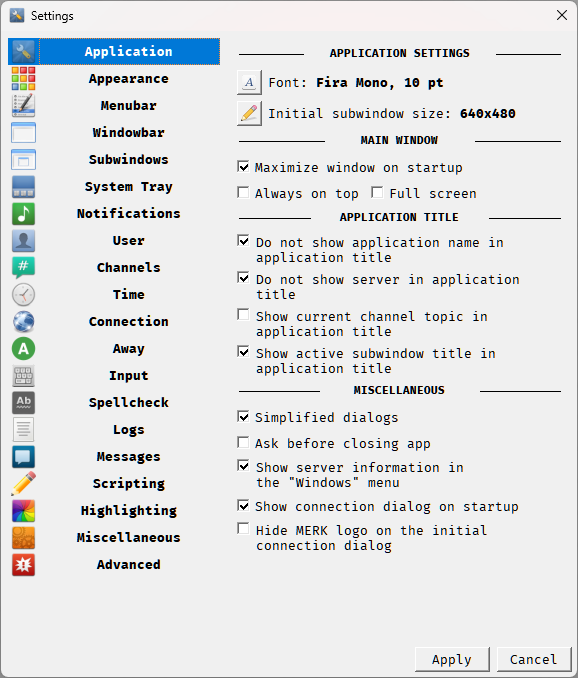 Settings
Application
Appearance
Menubar
Windowbar
Subwindows
System Tray
Notifications
User
#
Channels
Time
Connection
A
Away
Input
Ab
Spellcheck
Logs
Messages
Scripting
Highlighting
Miscellaneous
Advanced
APPLICATION SETTINGS
A
Font: Fira Mono, 10 pt
Initial subwindow size: 640x480
MAIN WINDOW
Maximize window on startup
Always on top
Full screen
APPLICATION TITLE
Do not show application name in
application title
Do not show server in application
title
Show current channel topic in
application title
Show active subwindow title in
application title
MISCELLANEOUS
Simplified dialogs
Ask before closing app
Show server information in
the "Windows" menu
Show connection dialog on startup
Hide MERK logo on the initial
connection dialog
Apply
Cancel